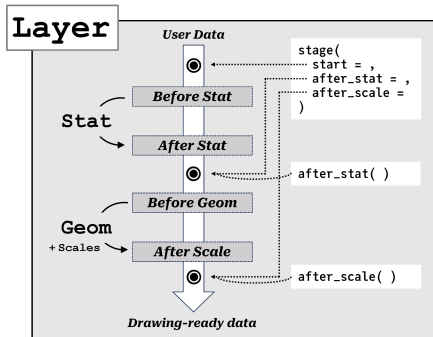 Layer
User Data
stage(
start = ,
after_stat = ,
after_scale =
)
Before Stat
Stat
After Stat
after_stat( )
Before Geom
Geom
+ Scales
After Scale
after_scale( )
Drawing-ready data